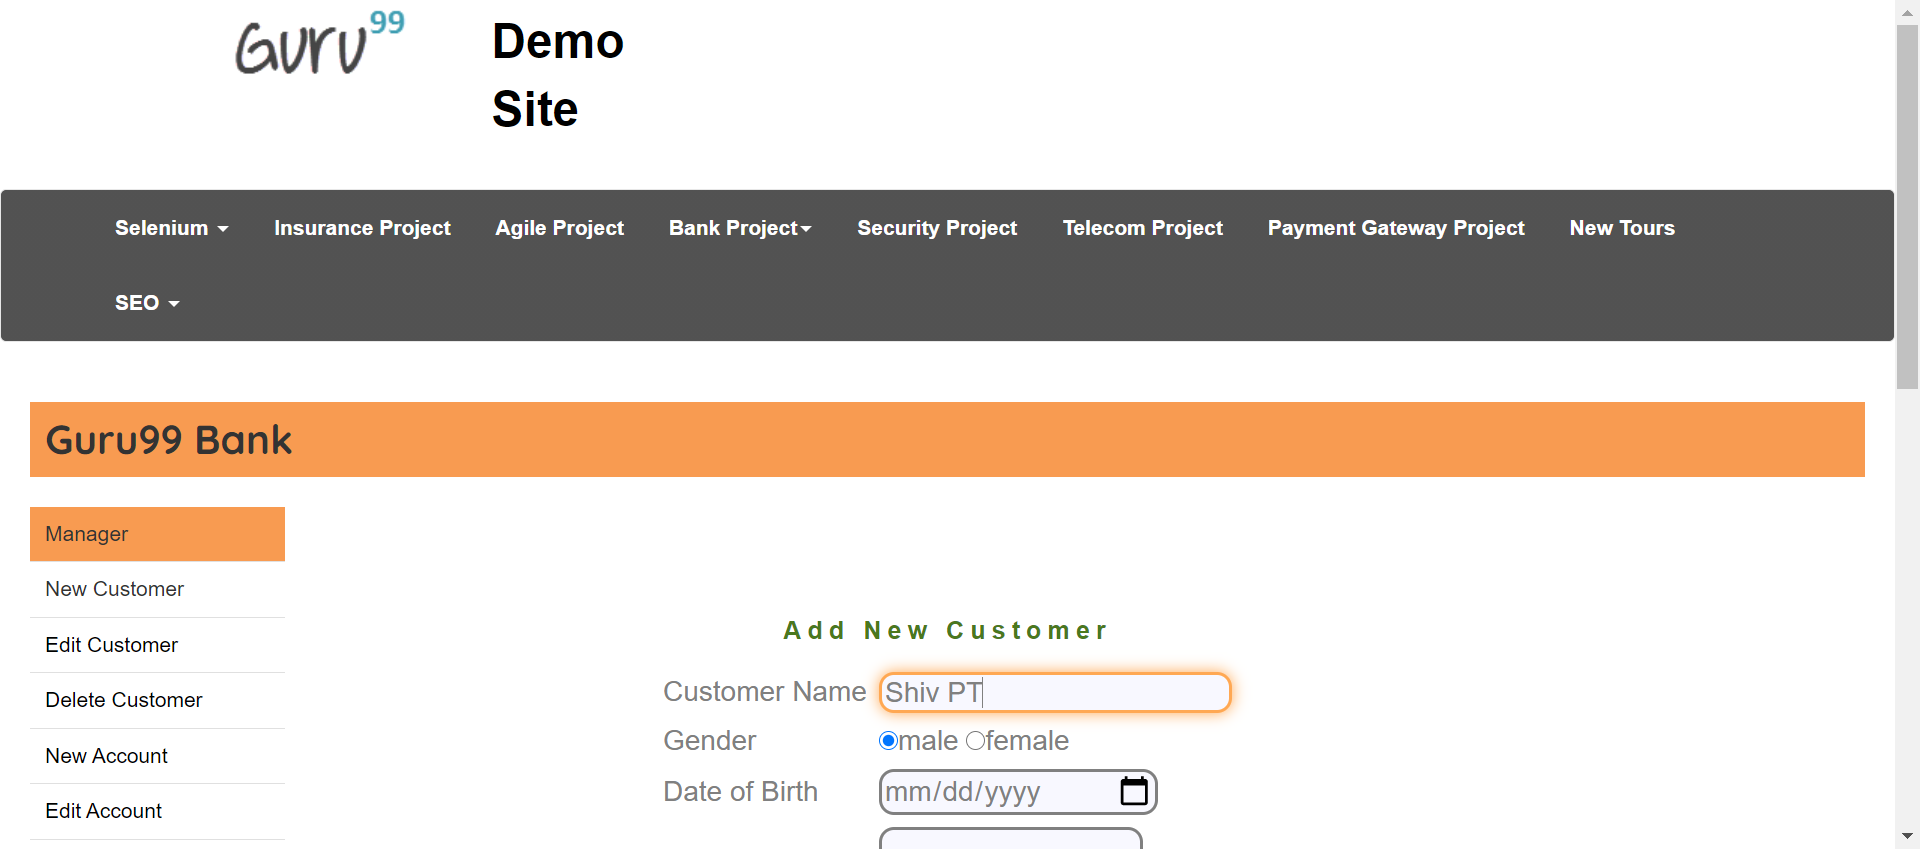 Guru99
Demo
Site
Selenium Insurance Project Agile Project Bank Project Security Project Telecom Project Payment Gateway Project New Tours
SEO
Guru99 Bank
Manager
New Customer
Edit Customer
Delete Customer
New Account
Edit Account
Add New Customer
Customer Name Shiv PT
Gender male female
Date of Birth mm/dd/yyyy